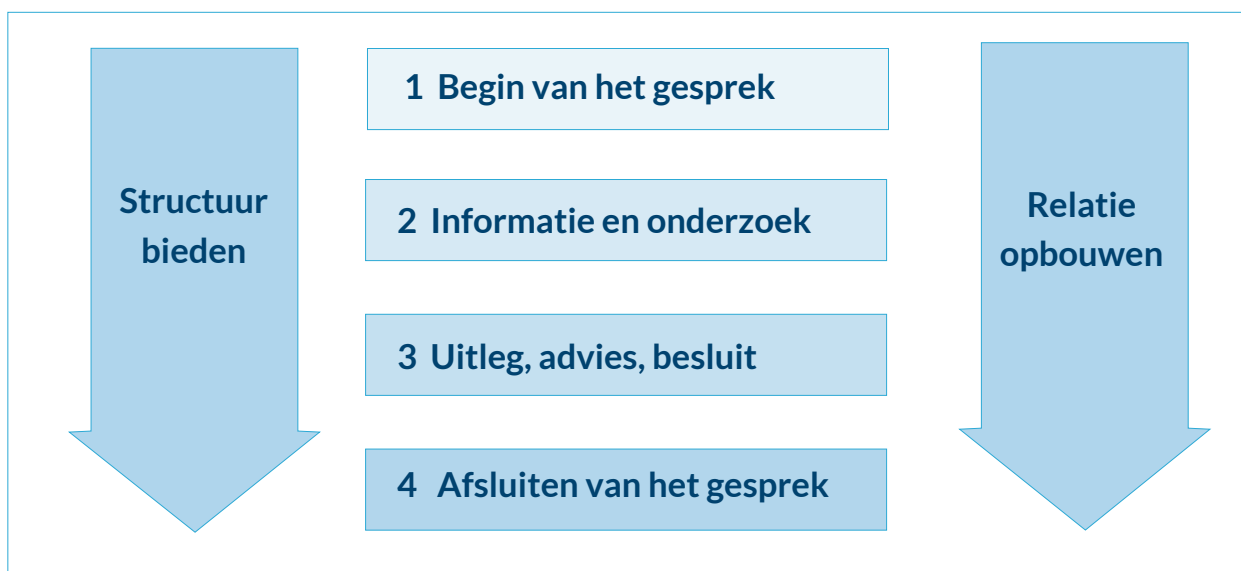 Structuur
bieden
1 Begin van het gesprek
2 Informatie en onderzoek
3 Uitleg, advies, besluit
4 Afsluiten van het gesprek
Relatie
opbouwen